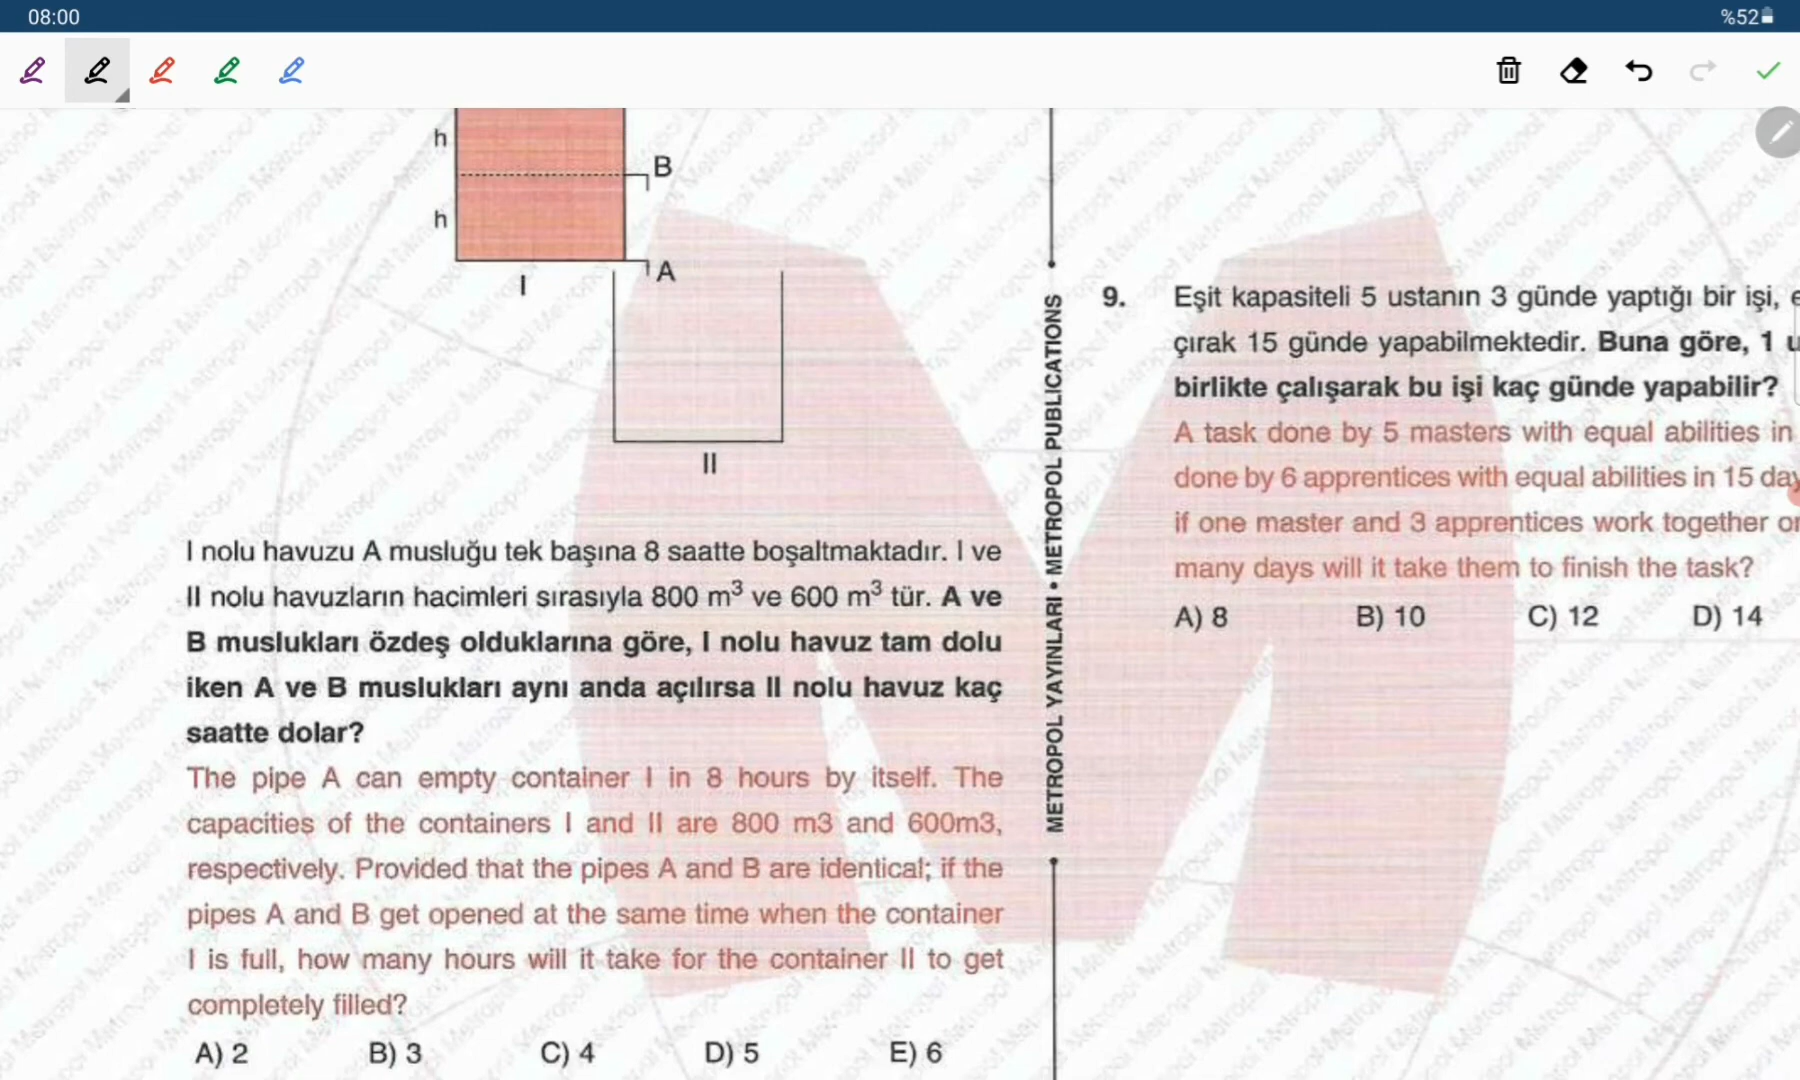 08:00
%52
h
B
h
A
I
II
I nolu havuzu A musluğu tek başına 8 saatte boşaltmaktadır. I ve
II nolu havuzların hacimleri sırasıyla 800 m³ ve 600 m³ tür. A ve
B muslukları özdeş olduklarına göre, I nolu havuz tam dolu
iken A ve B muslukları aynı anda açılırsa II nolu havuz kaç
saatte dolar?
The pipe A can empty container I in 8 hours by itself. The
capacities of the containers I and II are 800 m3 and 600m3,
respectively. Provided that the pipes A and B are identical; if the
pipes A and B get opened at the same time when the container
I is full, how many hours will it take for the container II to get
completely filled?
A) 2 B) 3 C) 4 D) 5 E) 6
METROPOL YAYINLARI • METROPOL PUBLICATIONS
9. Eşit kapasiteli 5 ustanın 3 günde yaptığı bir işi,
çırak 15 günde yapabilmektedir. Buna göre, 1
birlikte çalışarak bu işi kaç günde yapabilir?
A task done by 5 masters with equal abilities in
done by 6 apprentices with equal abilities in 15 day
if one master and 3 apprentices work together
many days will it take them to finish the task?
A) 8 B) 10 C) 12 D) 14